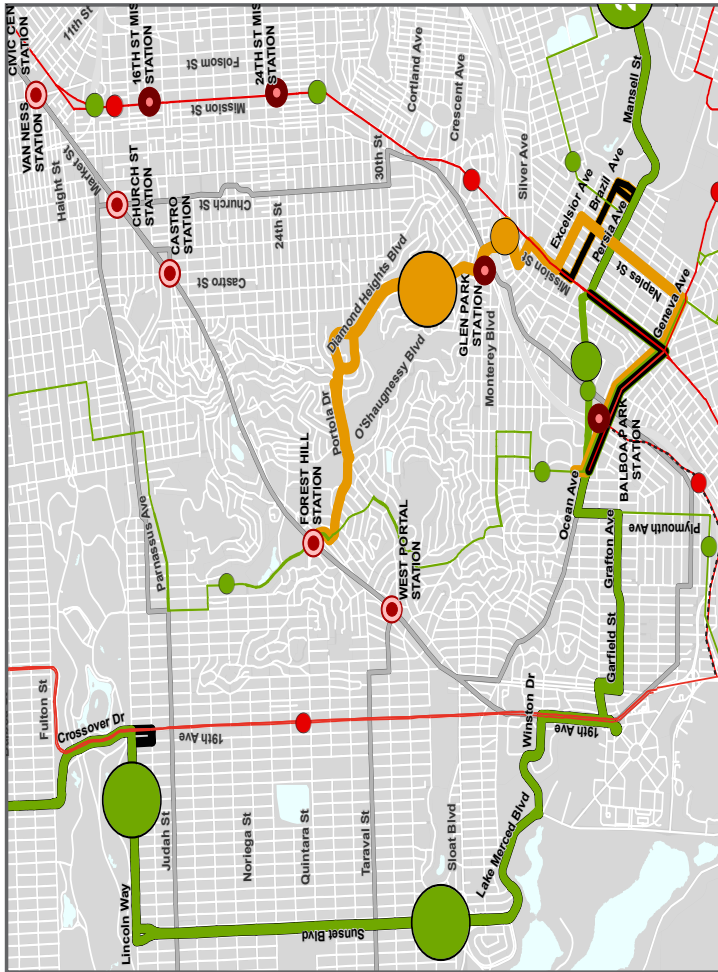 11th St
CIVIC CEN
STATION
VAN NESS
STATION
16TH ST MIS
STATION
24TH ST MIS
STATION
Folsom St
Mission St
Cortland Ave
Crescent Ave
Mansell St
Haight St
Market St
CHURCH ST
STATION
Church St
30th St
24th St
Silver Ave
Excelsior Ave
Brazil Ave
Persia Ave
CASTRO
STATION
Castro St
Diamond Heights Blvd
Mission St
Naples St
Geneva Ave
GLEN PARK
STATION
Monterey Blvd
O'Shaugnessy Blvd
Portola Dr
BALBOA PARK
STATION
FOREST HILL
STATION
Ocean Ave
Parnassus Ave
Grafton Ave
Plymouth Ave
WEST PORTAL
STATION
Garfield St
Fulton St
Crossover Dr
19th Ave
Winston Dr
19th Ave
Judah St
Noriega St
Quintara St
Taraval St
Sloat Blvd
Lake Merced Blvd
Lincoln Way
Sunset Blvd